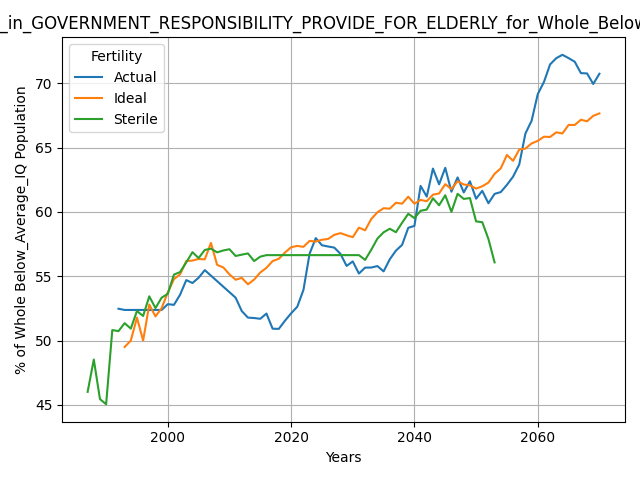 _in_GOVERNMENT_RESPONSIBILITY_PROVIDE_FOR_ELDERLY_for_Whole_Below
Fertility
Actual
Ideal
Sterile
% of Whole Below_Average_IQ Population
70
65
60
55
50
45
2000
2020
2040
2060
Years